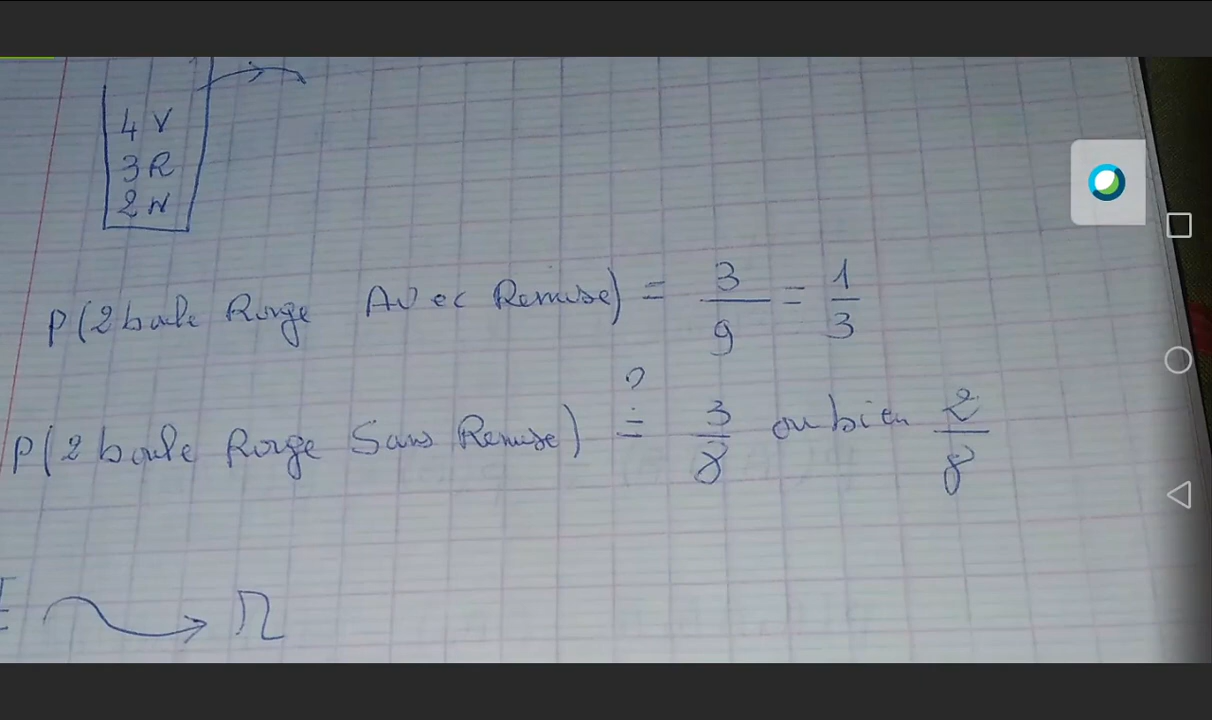 4 V
3 R
2 N
P(2 boule Rouge Avec Remise) = 3/9 = 1/3
P(2 boule Rouge Sans Remise) ?= 3/8 ou bien 2/8
E → Ω